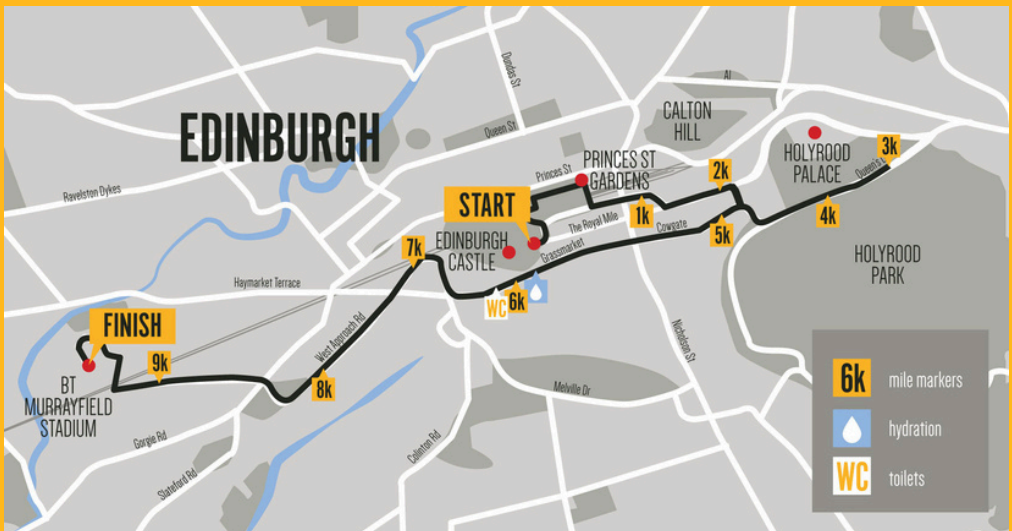 EDINBURGH
Dundas St
Queen St
A1
CALTON
HILL
Ravelston Dykes
Princes St
PRINCES ST
GARDENS
START
1k
2k
HOLYROOD
PALACE
3k
Queen's
4k
HOLYROOD
PARK
The Royal Mile
Cowgate
5k
EDINBURGH
CASTLE
Grassmarket
WC
6k
7k
Haymarket Terrace
West Approach Rd
8k
9k
FINISH
BT
MURRAYFIELD
STADIUM
Gorgie Rd
Slateford Rd
Colinton Rd
Melville Dr
Nicholson St
6k mile markers
hydration
WC toilets